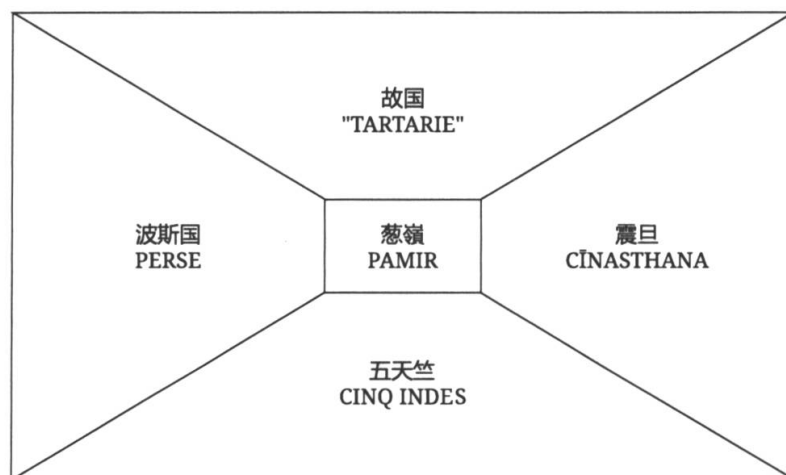 故国
"TARTARIE"
波斯国
PERSE
葱嶺
PAMIR
震旦
CĪNASTHANA
五天竺
CINQ INDES